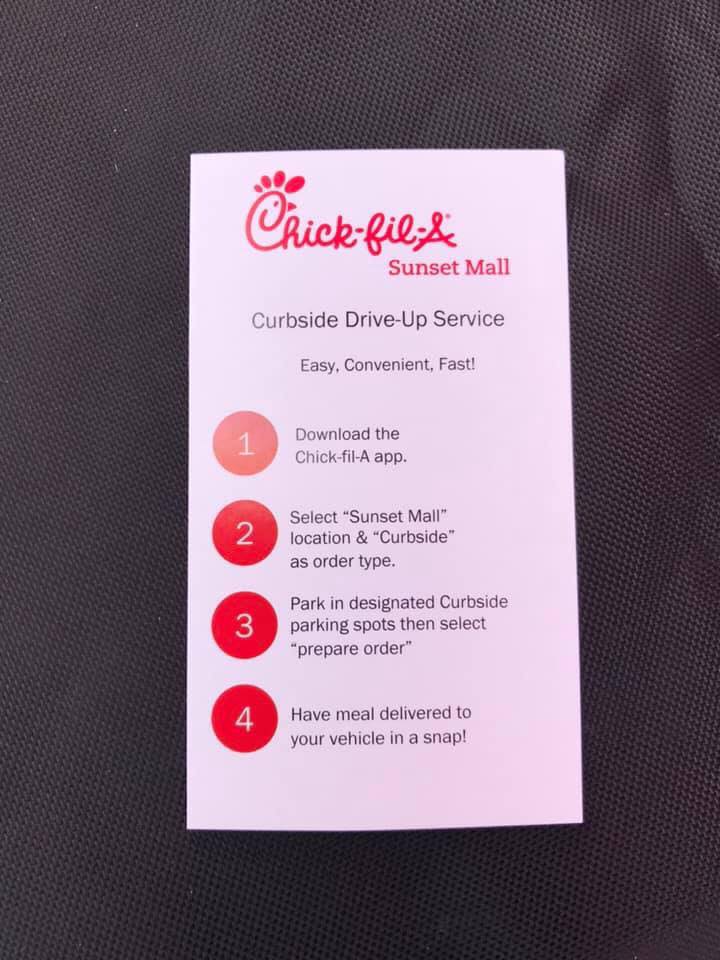 Chick-fil-A®
Sunset Mall
Curbside Drive-Up Service
Easy, Convenient, Fast!
1
Download the
Chick-fil-A app.
2
Select “Sunset Mall”
location & “Curbside”
as order type.
3
Park in designated Curbside
parking spots then select
“prepare order”
4
Have meal delivered to
your vehicle in a snap!